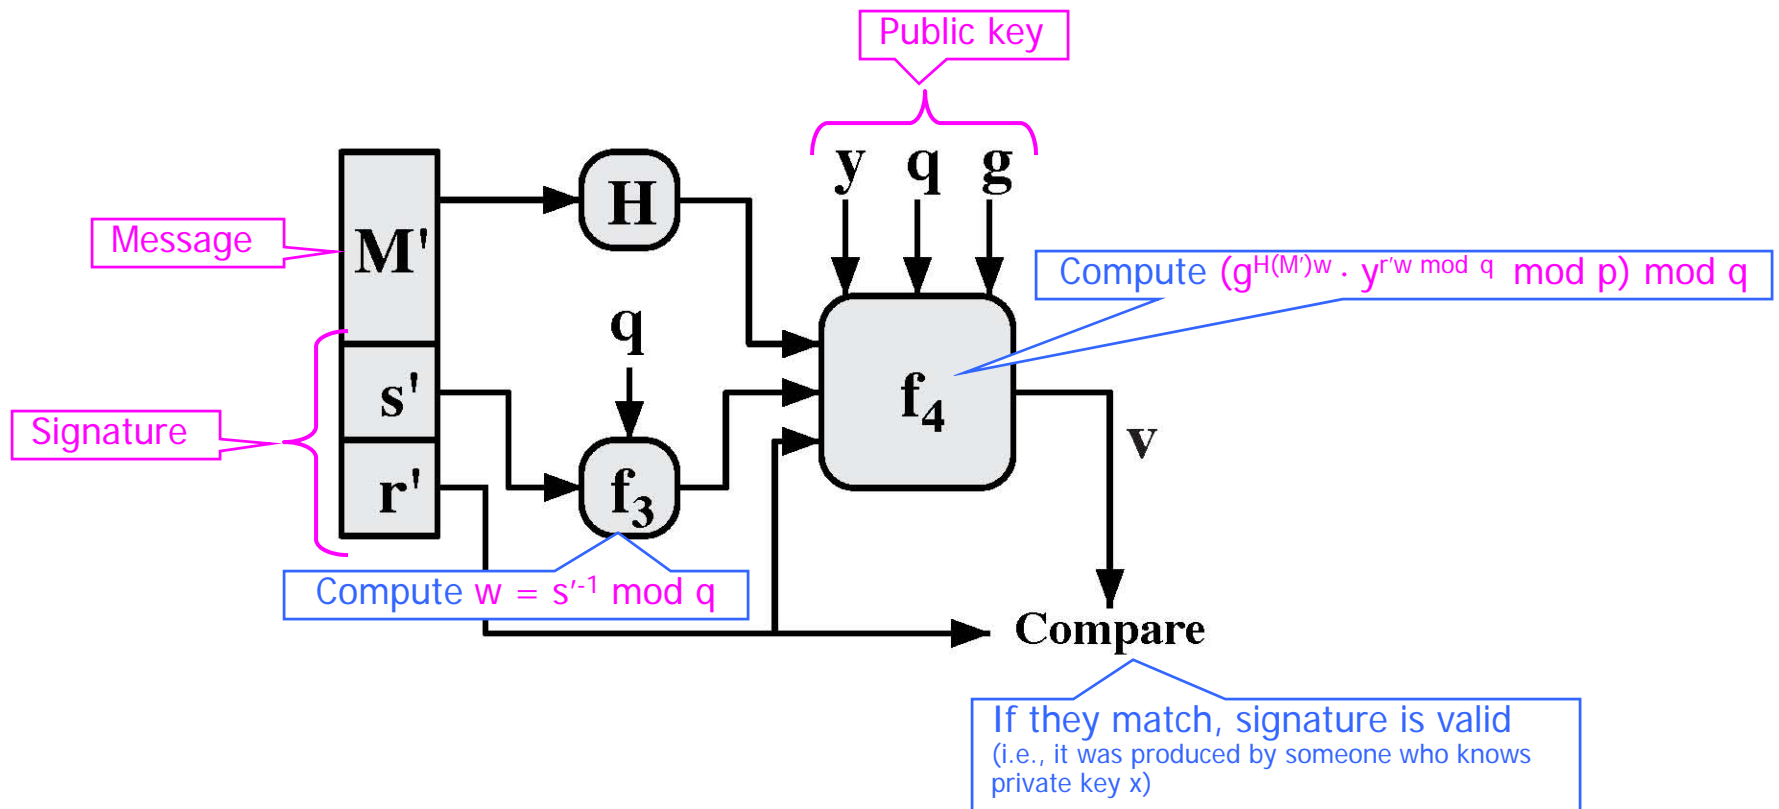 Public key
y q g
M'
H
Message
Compute (g^H(M')w · y^r'w mod q mod p) mod q
q
s'
f4
Signature
v
r'
f3
Compute w = s'^-1 mod q
Compare
If they match, signature is valid
(i.e., it was produced by someone who knows
private key x)